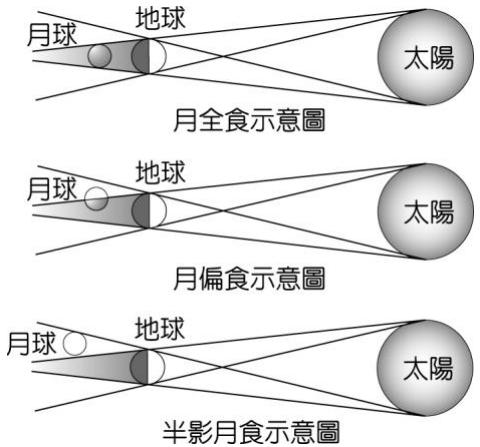 地球
月球
太陽
月全食示意圖
地球
月球
太陽
月偏食示意圖
地球
月球
太陽
半影月食示意圖